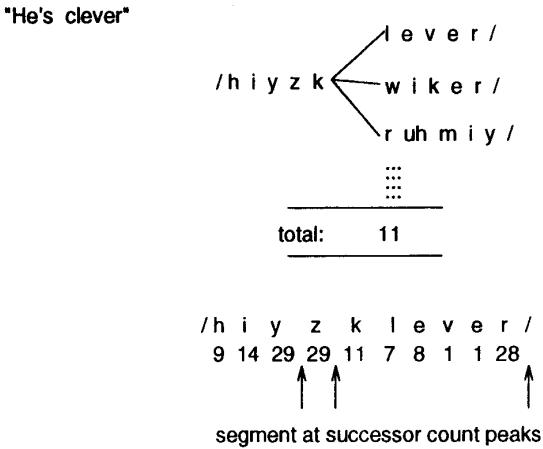 "He's clever"
l e v e r /
/ h i y z k
w i k e r /
r uh m i y /
total: 11
/ h i y z k l e v e r /
9 14 29 29 11 7 8 1 1 28
segment at successor count peaks